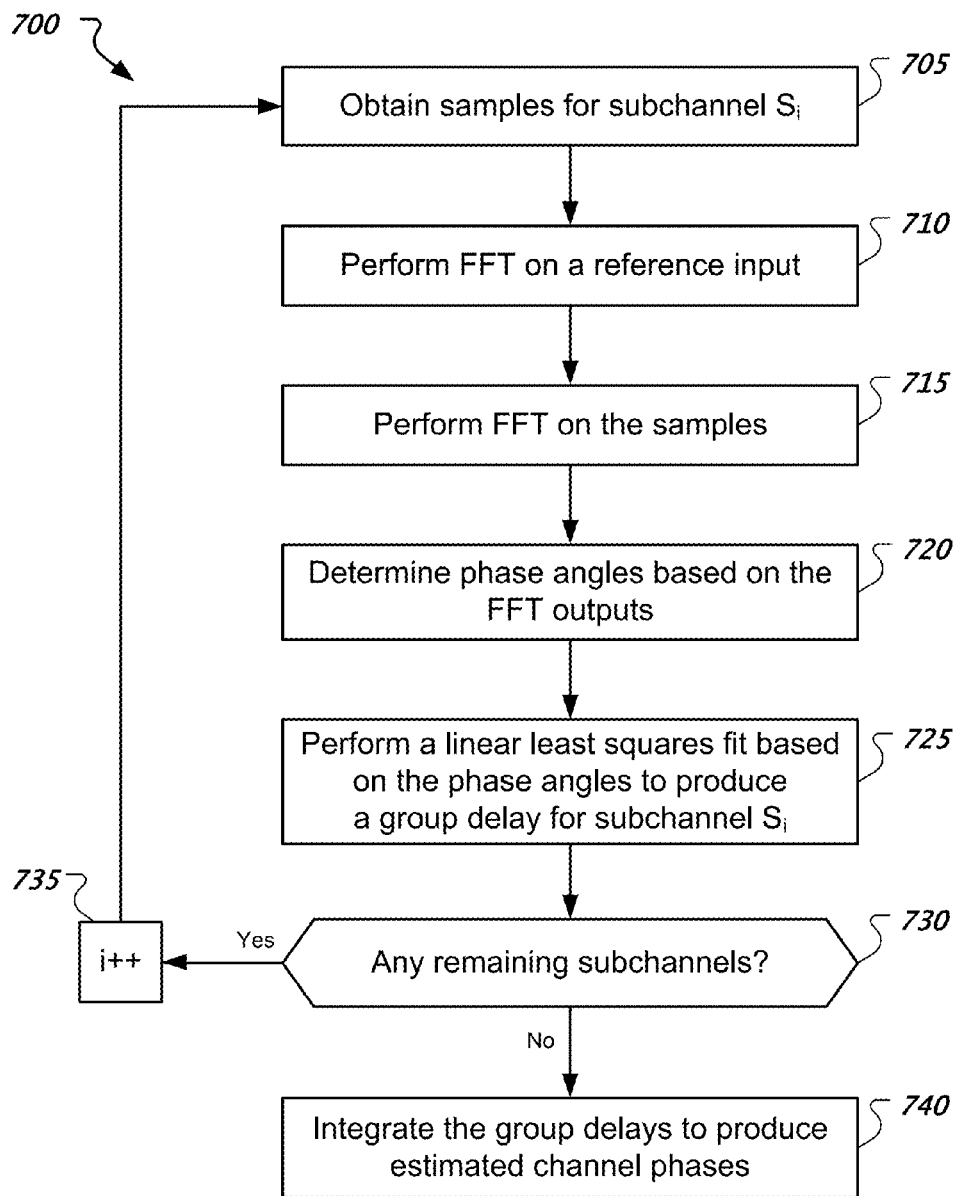 700
705
Obtain samples for subchannel Si
710
Perform FFT on a reference input
715
Perform FFT on the samples
720
Determine phase angles based on the
FFT outputs
725
Perform a linear least squares fit based
on the phase angles to produce
a group delay for subchannel Si
735
730
i++
Yes
Any remaining subchannels?
No
740
Integrate the group delays to produce
estimated channel phases